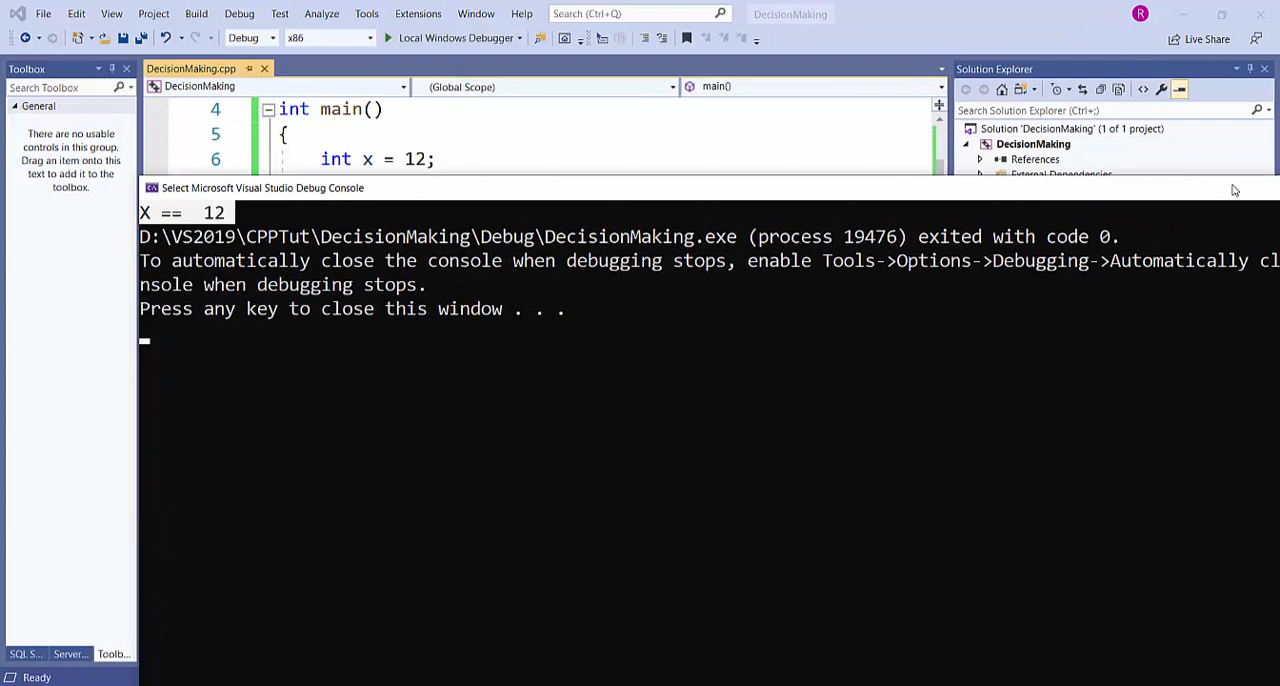 File Edit View Project Build Debug Test Analyze Tools Extensions Window Help Search (Ctrl+Q) DecisionMaking R
Debug x86 Local Windows Debugger Live Share
Toolbox DecisionMaking.cpp Solution Explorer
Search Toolbox DecisionMaking (Global Scope) main() 
General 4 int main() Search Solution Explorer (Ctrl+;)
There are no usable
controls in this group.
Drag an item onto this
text to add it to the
toolbox.
5 {
6 int x = 12;
Solution 'DecisionMaking' (1 of 1 project)
DecisionMaking
References
External Dependencies
Select Microsoft Visual Studio Debug Console
X == 12
D:\VS2019\CPPTut\DecisionMaking\Debug\DecisionMaking.exe (process 19476) exited with code 0.
To automatically close the console when debugging stops, enable Tools->Options->Debugging->Automatically cl
nsole when debugging stops.
Press any key to close this window . . .
SQL S... Server... Toolb...
Ready